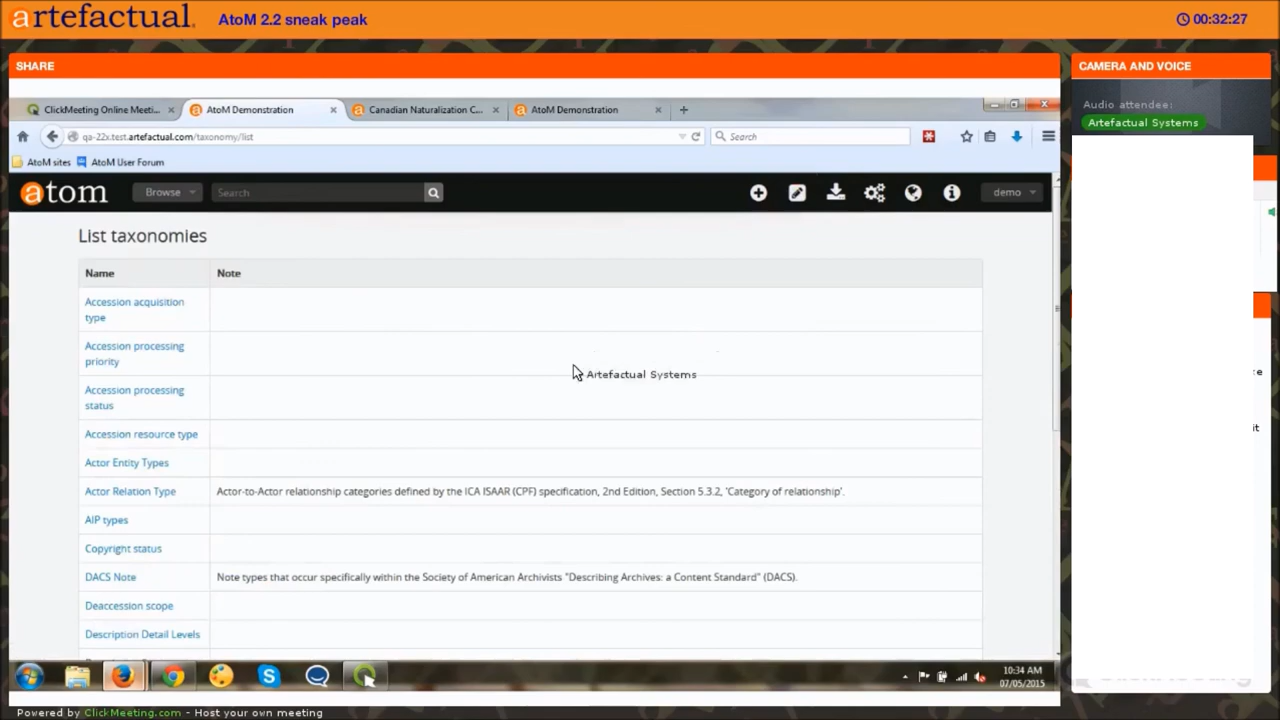 artefactual.
AtoM 2.2 sneak peak
00:32:27
SHARE
CAMERA AND VOICE
ClickMeeting Online Meeti...
AtoM Demonstration
Canadian Naturalization C...
AtoM Demonstration
Audio attendee:
Artefactual Systems
qa-22x.test.artefactual.com/taxonomy/list
Search
AtoM sites
AtoM User Forum
atom
Browse
Search
demo
List taxonomies
Name
Note
Accession acquisition
type
Accession processing
priority
Artefactual Systems
Accession processing
status
Accession resource type
Actor Entity Types
Actor Relation Type
Actor-to-Actor relationship categories defined by the ICA ISAAR (CPF) specification, 2nd Edition, Section 5.3.2, 'Category of relationship'.
AIP types
Copyright status
DACS Note
Note types that occur specifically within the Society of American Archivists "Describing Archives: a Content Standard" (DACS).
Deaccession scope
Description Detail Levels
10:34 AM
07/05/2015
Powered by ClickMeeting.com - Host your own meeting